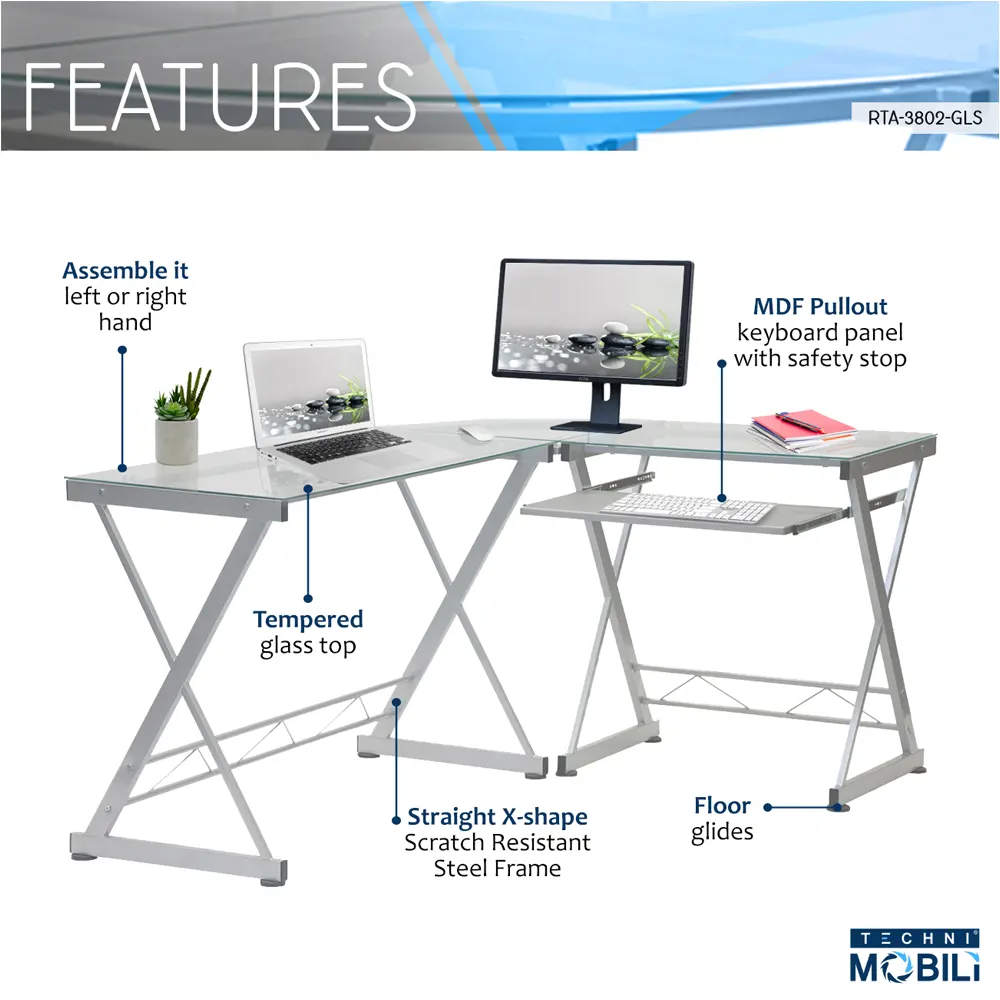 FEATURES
RTA-3802-GLS
Assemble it
left or right
hand
MDF Pullout
keyboard panel
with safety stop
Tempered
glass top
Straight X-shape
Scratch Resistant
Steel Frame
Floor
glides
TECHNI
MOBILI